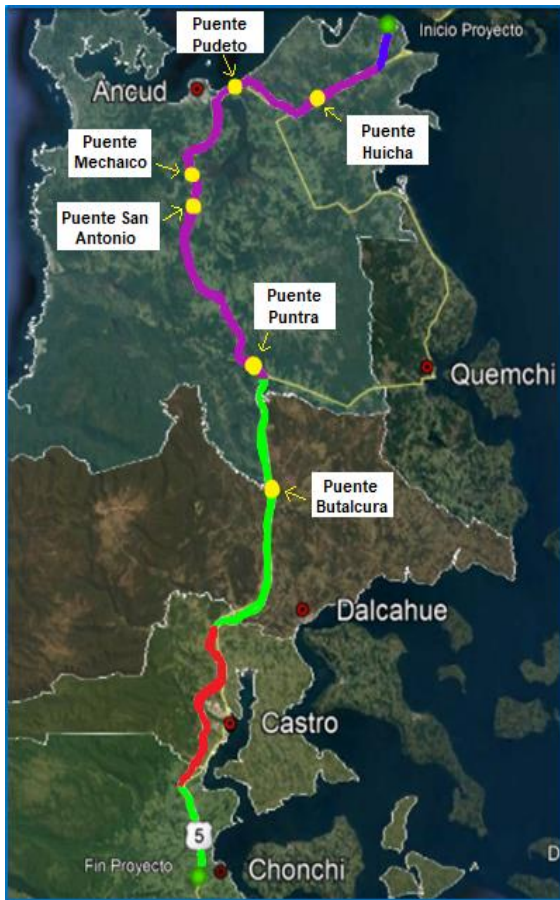 Puente
Pudeto
Inicio Proyecto
Ancud
Puente
Huicha
Puente
Mechaico
Puente San
Antonio
Puente
Puntra
Quemchi
Puente
Butalcura
Dalcahue
Castro
5
Fin Proyecto
Chonchi
D